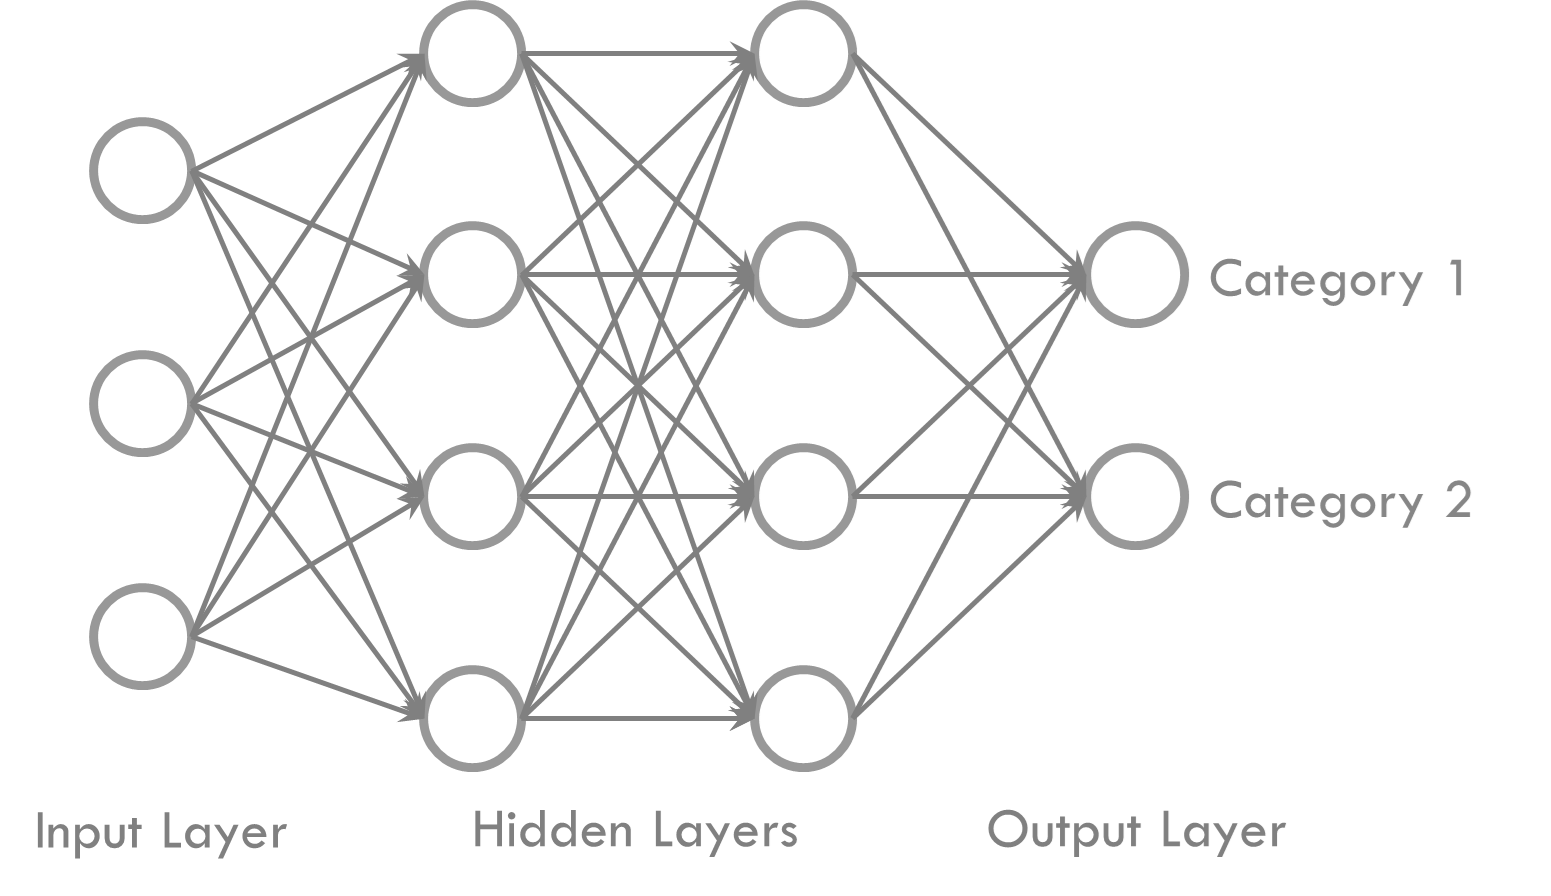 Category 1
Category 2
Input Layer
Hidden Layers
Output Layer